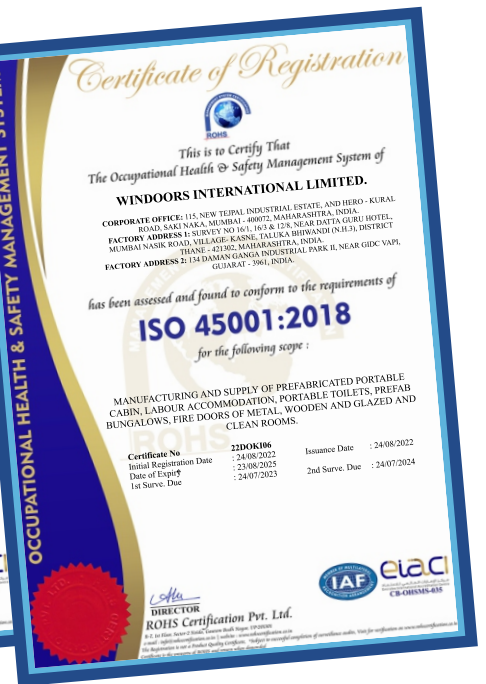 Certificate of Registration
ROHS
This is to Certify That
The Occupational Health & Safety Management System of
WINDOORS INTERNATIONAL LIMITED.
CORPORATE OFFICE: 115, NEW TEJPAL INDUSTRIAL ESTATE, AND HERO - KURAL
ROAD, SAKI NAKA, MUMBAI - 400072, MAHARASHTRA, INDIA.
FACTORY ADDRESS 1: SURVEY NO 16/1, 16/3 & 12/8, NEAR DATTA GURU HOTEL,
MUMBAI NASIK ROAD, VILLAGE- KASNE, TALUKA BHIWANDI (N.H.3), DISTRICT
THANE - 421302, MAHARASHTRA, INDIA.
FACTORY ADDRESS 2: 134 DAMAN GANGA INDUSTRIAL PARK II, NEAR GIDC VAPI,
GUJARAT - 3961, INDIA.
has been assessed and found to conform to the requirements of
ISO 45001:2018
for the following scope :
MANUFACTURING AND SUPPLY OF PREFABRICATED PORTABLE
CABIN, LABOUR ACCOMMODATION, PORTABLE TOILETS, PREFAB
BUNGALOWS, FIRE DOORS OF METAL, WOODEN AND GLAZED AND
CLEAN ROOMS.
ROHS
Certificate No 22DOKI06
Initial Registration Date : 24/08/2022 Issuance Date : 24/08/2022
Date of Expiry : 23/08/2025
1st Surve. Due : 24/07/2023 2nd Surve. Due : 24/07/2024
OCCUPATIONAL HEALTH & SAFETY MANAGEMENT SYSTEM
DIRECTOR
ROHS Certification Pvt. Ltd.
IAF
eiaci
CB-OHSMS-035